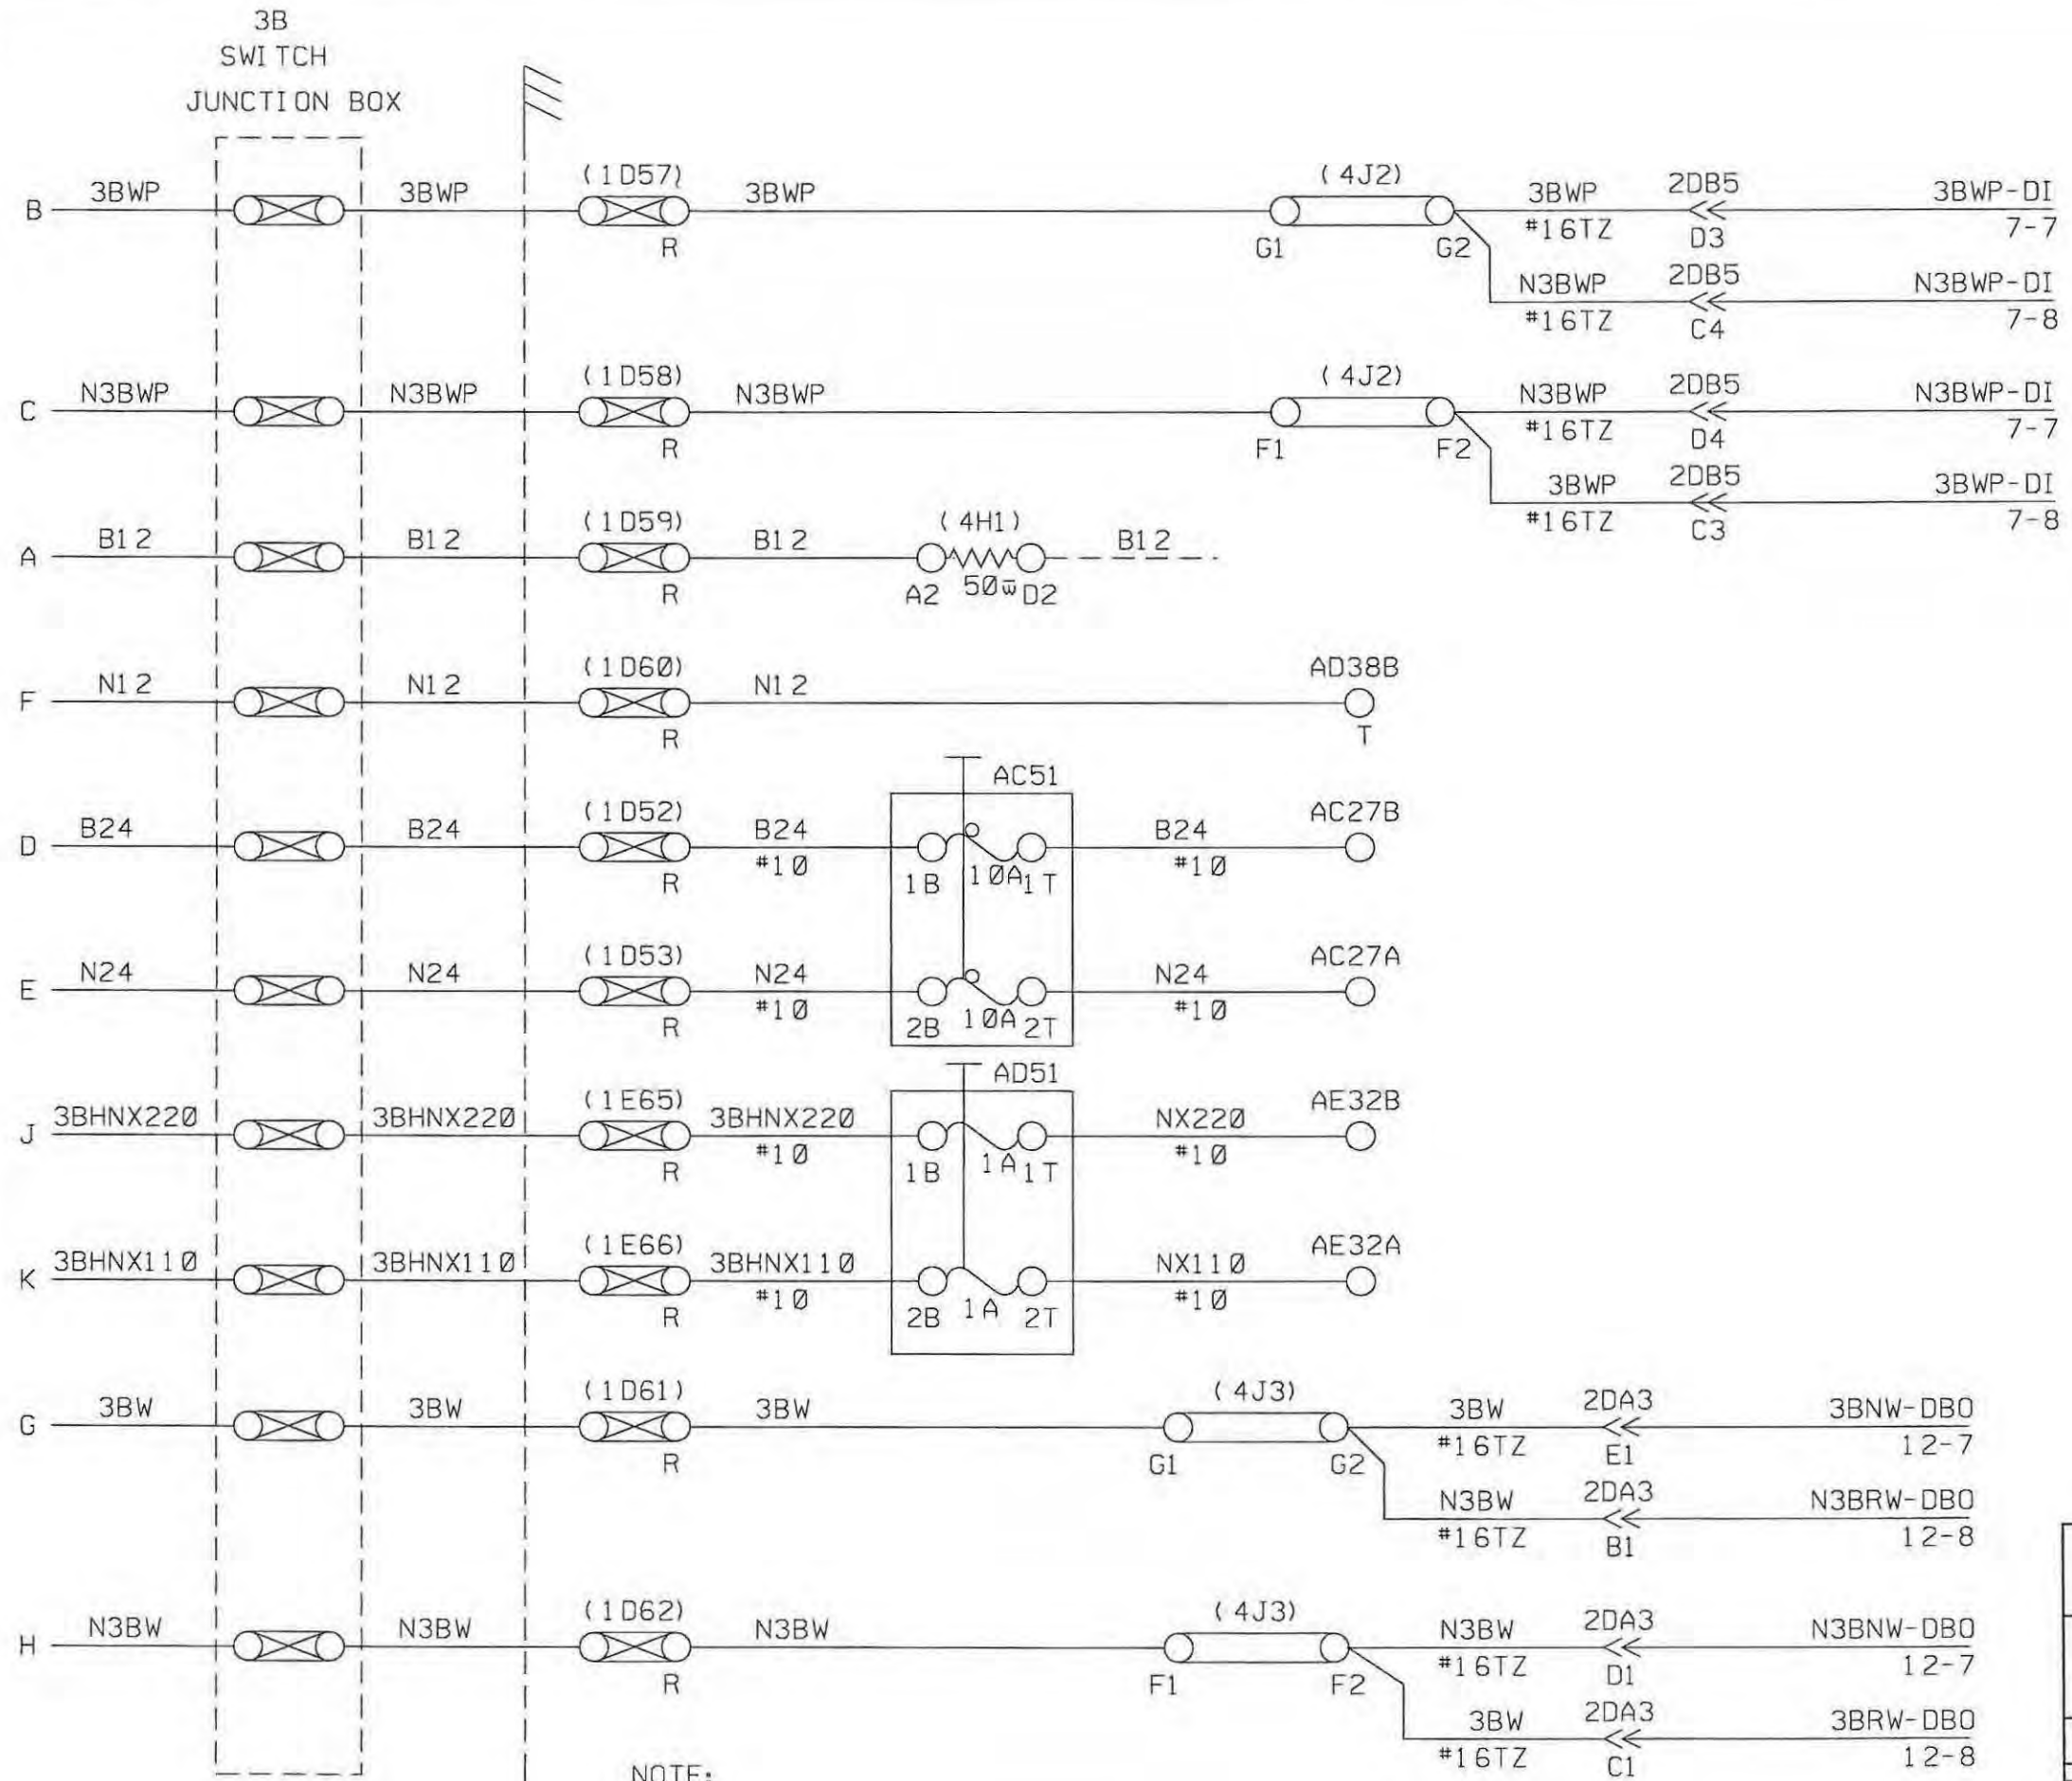 3B
SWITCH
JUNCTION BOX
B 3BWP 3BWP (1D57) R 3BWP G1 (4J2) G2 3BWP #16TZ 2DB5 D3 3BWP-DI 7-7
N3BWP #16TZ 2DB5 C4 N3BWP-DI 7-8
C N3BWP N3BWP (1D58) R N3BWP F1 (4J2) F2 N3BWP #16TZ 2DB5 D4 N3BWP-DI 7-7
3BWP #16TZ 2DB5 C3 3BWP-DI 7-8
A B12 B12 (1D59) R B12 A2 (4H1) 50ϖ D2 B12
F N12 N12 (1D60) R N12 AD38B T
AC51
D B24 B24 (1D52) R B24 #10 1B 10A 1T B24 #10 AC27B
E N24 N24 (1D53) R N24 #10 2B 10A 2T N24 #10 AC27A
AD51
J 3BHNX220 3BHNX220 (1E65) R 3BHNX220 #10 1B 1A 1T NX220 #10 AE32B
K 3BHNX110 3BHNX110 (1E66) R 3BHNX110 #10 2B 1A 2T NX110 #10 AE32A
G 3BW 3BW (1D61) R 3BW G1 (4J3) G2 3BW #16TZ 2DA3 E1 3BNW-DBO 12-7
N3BW #16TZ 2DA3 B1 N3BRW-DBO 12-8
H N3BW N3BW (1D62) R N3BW F1 (4J3) F2 N3BW #16TZ 2DA3 D1 N3BNW-DBO 12-7
3BW #16TZ 2DA3 C1 3BRW-DBO 12-8
NOTE: